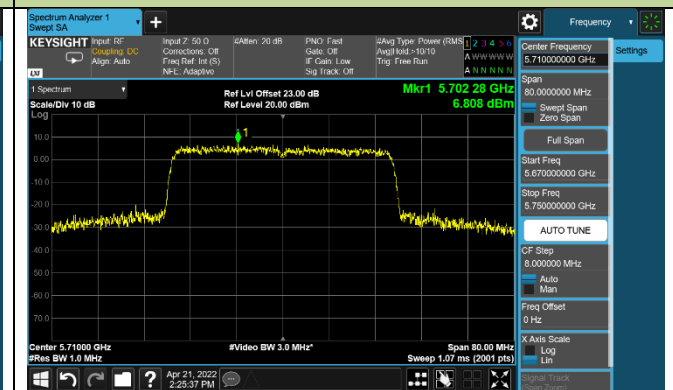 Spectrum Analyzer 1
Swept SA
Frequency
KEYSIGHT
Input: RF
Coupling: DC
Align: Auto
Input Z: 50 Ω
Corrections: Off
Freq Ref: Int (S)
NFE: Adaptive
#Atten: 20 dB
PNO: Fast
Gate: Off
IF Gain: Low
Sig Track: Off
#Avg Type: Power (RMS
Avg|Hold:>10/10
Trig: Free Run
1 2 3 4 5 6
A W W W W W
A N N N N N
LXI
1 Spectrum
Scale/Div 10 dB
Log
Ref Lvl Offset 23.00 dB
Ref Level 20.00 dBm
Mkr1 5.702 28 GHz
6.808 dBm
1
10.0
0.00
-10.0
-20.0
-30.0
-40.0
-50.0
-60.0
-70.0
Center 5.71000 GHz
#Res BW 1.0 MHz
#Video BW 3.0 MHz*
Span 80.00 MHz
Sweep 1.07 ms (2001 pts)
Apr 21, 2022
2:25:37 PM
Center Frequency
5.710000000 GHz
Settings
Span
80.0000000 MHz
Swept Span
Zero Span
Full Span
Start Freq
5.670000000 GHz
Stop Freq
5.750000000 GHz
AUTO TUNE
CF Step
8.000000 MHz
Auto
Man
Freq Offset
0 Hz
X Axis Scale
Log
Lin
Signal Track
(Span Zoom)